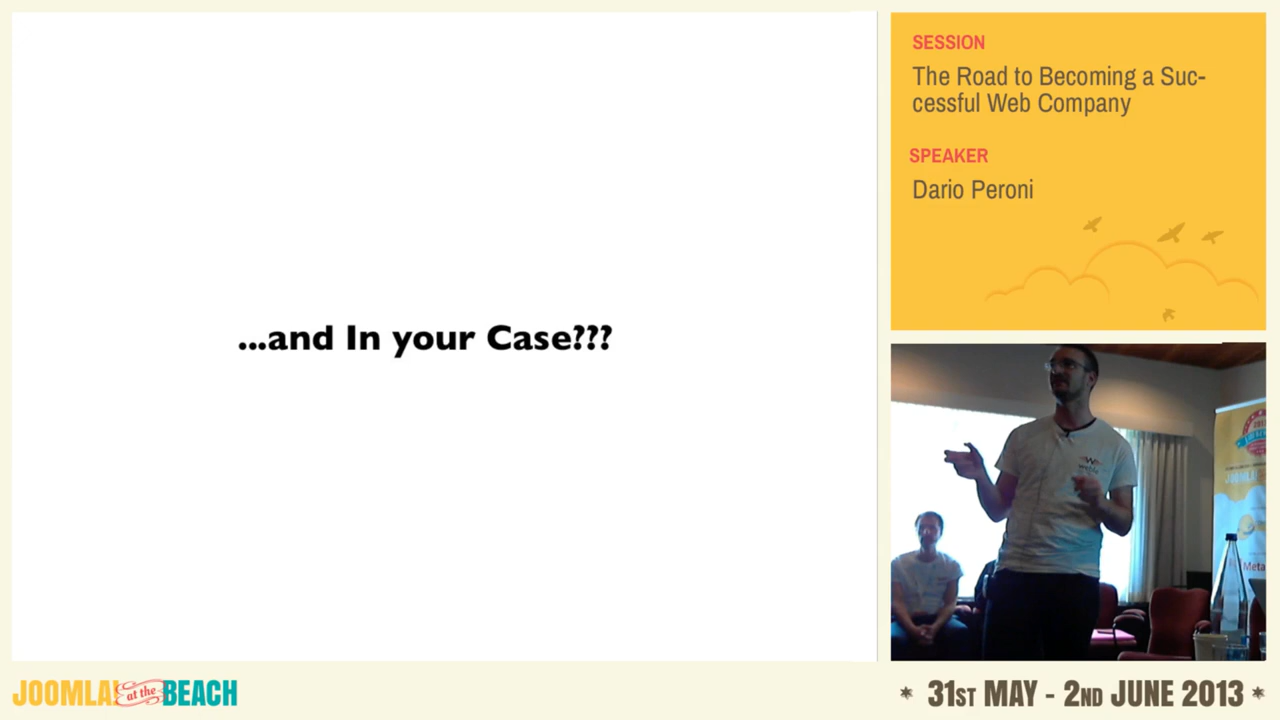 ...and In your Case???
SESSION
The Road to Becoming a Suc-
cessful Web Company
SPEAKER
Dario Peroni
JOOMLA! at the BEACH
* 31ST MAY - 2ND JUNE 2013 *